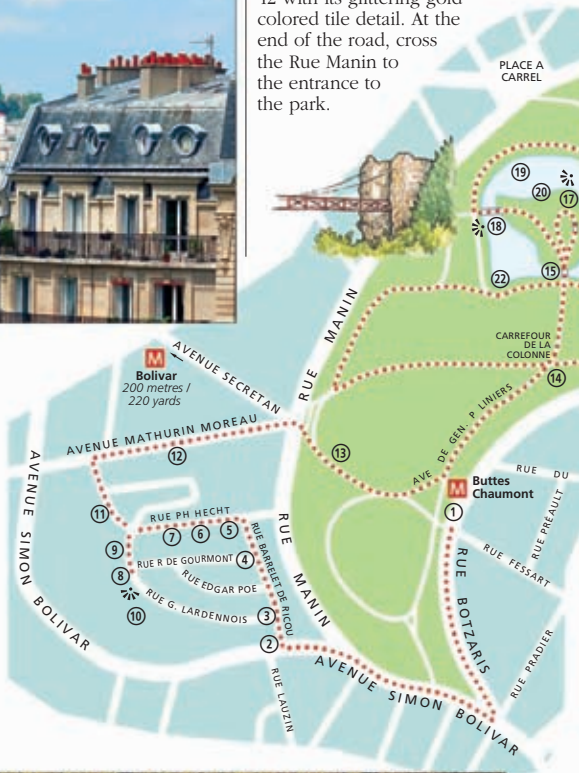 42 with its glittering gold
colored tile detail. At the
end of the road, cross
the Rue Manin to
the entrance to
the park.
PLACE A
CARREL
19
20
17
18
15
22
RUE MANIN
CARREFOUR
DE LA
COLONNE
14
M
Bolivar
200 metres /
220 yards
AVENUE SECRETAN
AVENUE MATHURIN MOREAU
12
13
AVE DE GEN. P LINIERS
M
Buttes
Chaumont
1
RUE DU
RUE PRÉAULT
RUE FESSART
RUE BOTZARIS
RUE PRADIER
AVENUE SIMON BOLIVAR
11
RUE PH HECHT
9
7
6
5
RUE R DE GOURMONT
4
RUE BARRELET DE RICOU
8
RUE EDGAR POE
10
RUE G. LARDENNOIS
3
2
RUE MANIN
AVENUE SIMON BOLIVAR
RUE LAUZIN